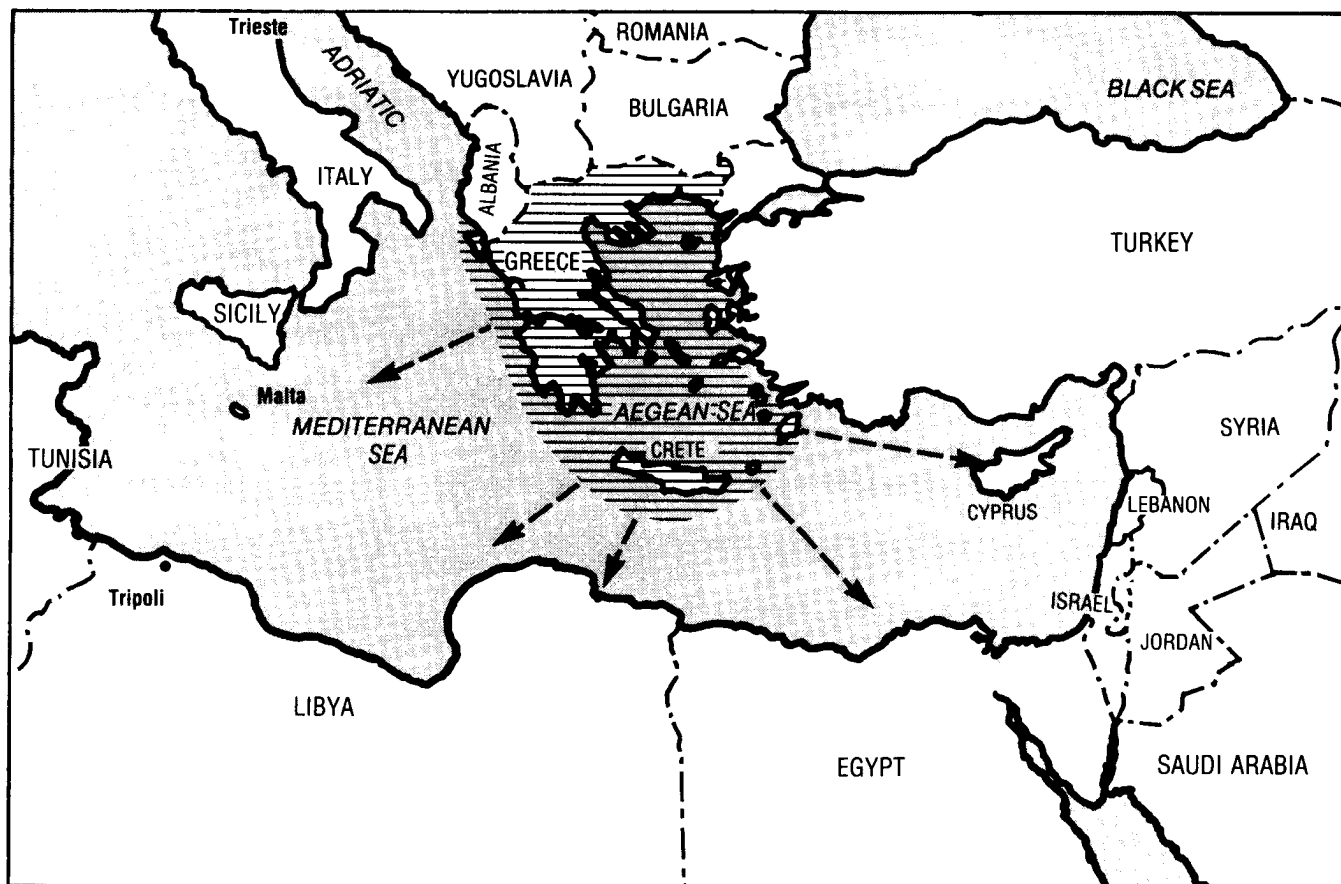 Trieste
ROMANIA
ADRIATIC
YUGOSLAVIA
BLACK SEA
BULGARIA
ITALY
ALBANIA
TURKEY
GREECE
SICILY
Malta
AEGEAN SEA
MEDITERRANEAN
SEA
SYRIA
CRETE
TUNISIA
CYPRUS
LEBANON
IRAQ
Tripoli
ISRAEL
JORDAN
LIBYA
EGYPT
SAUDI ARABIA